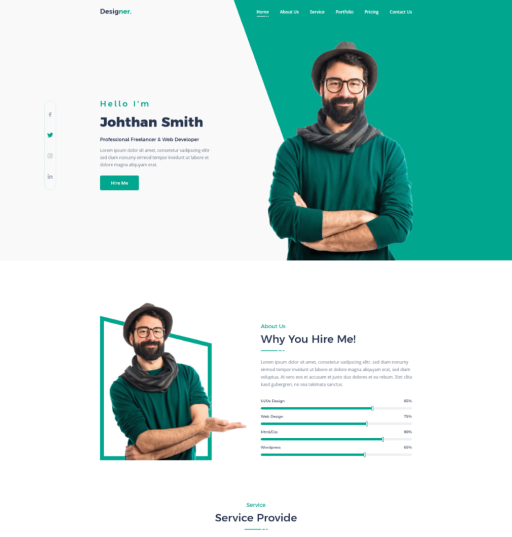 Designer.
Home About Us Service Portfolio Pricing Contact Us
Hello I'm
Johthan Smith
Professional Freelancer & Web Developer
Lorem ipsum dolor sit amet, consetetur sadipscing elitr
sed diam nonumy eirmod tempor invidunt ut labore et
dolore magna aliquyam erat.
Hire Me
About Us
Why You Hire Me!
Lorem ipsum dolor sit amet, consetetur sadipscing elitr, sed diam nonumy
eirmod tempor invidunt ut labore et dolore magna aliquyam erat, sed diam
voluptua. At vero eos et accusam et justo duo dolores et ea rebum. Stet clita
kasd gubergren, no sea takimata sanctus.
UI/Ux Design
Web Design
Html/Css
Wordpress
Service
Service Provide